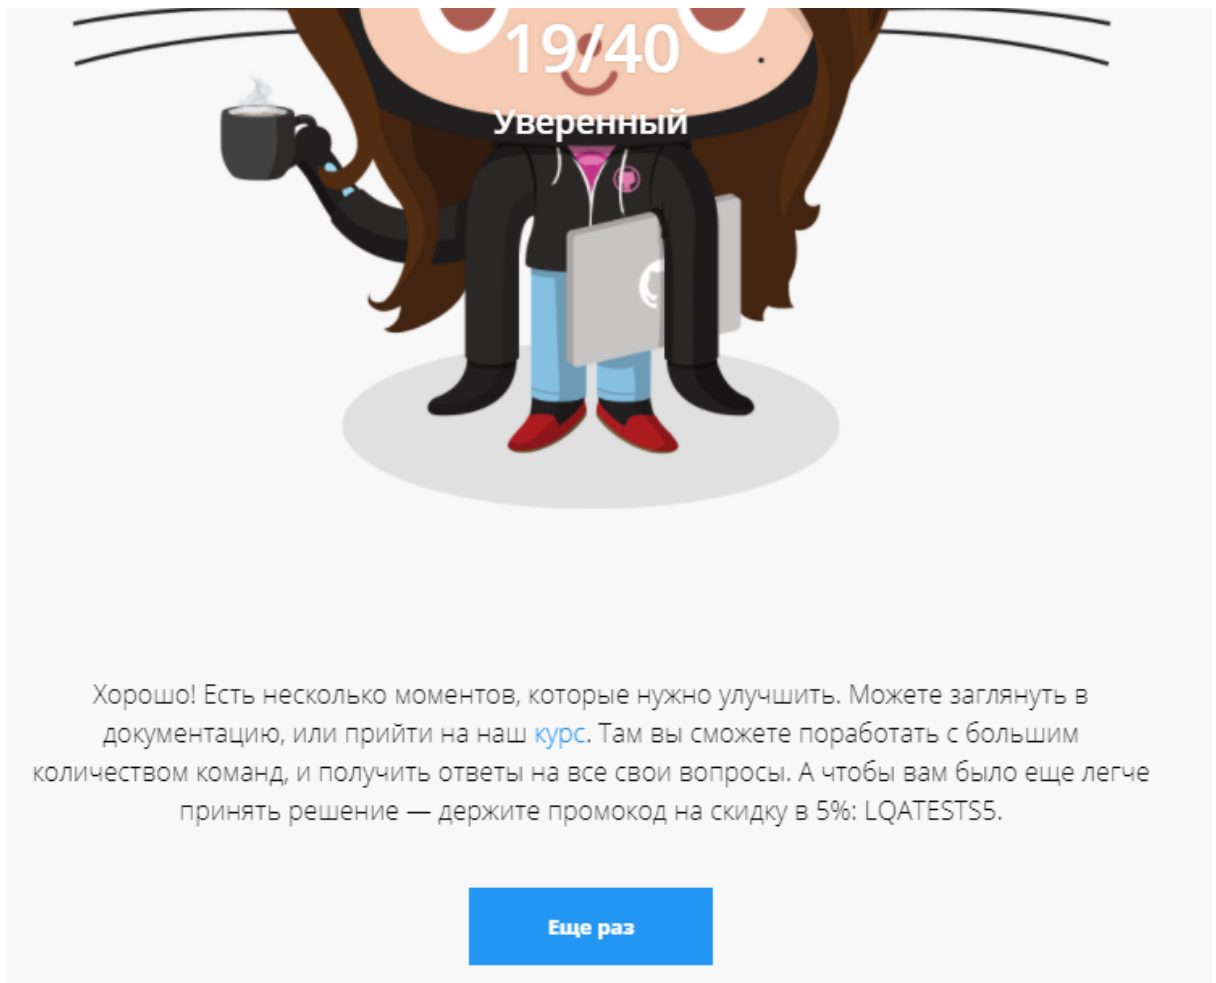 19/40
Уверенный
Хорошо! Есть несколько моментов, которые нужно улучшить. Можете заглянуть в
документацию, или прийти на наш курс. Там вы сможете поработать с большим
количеством команд, и получить ответы на все свои вопросы. А чтобы вам было еще легче
принять решение — держите промокод на скидку в 5%: LQATESTS5.
Еще раз